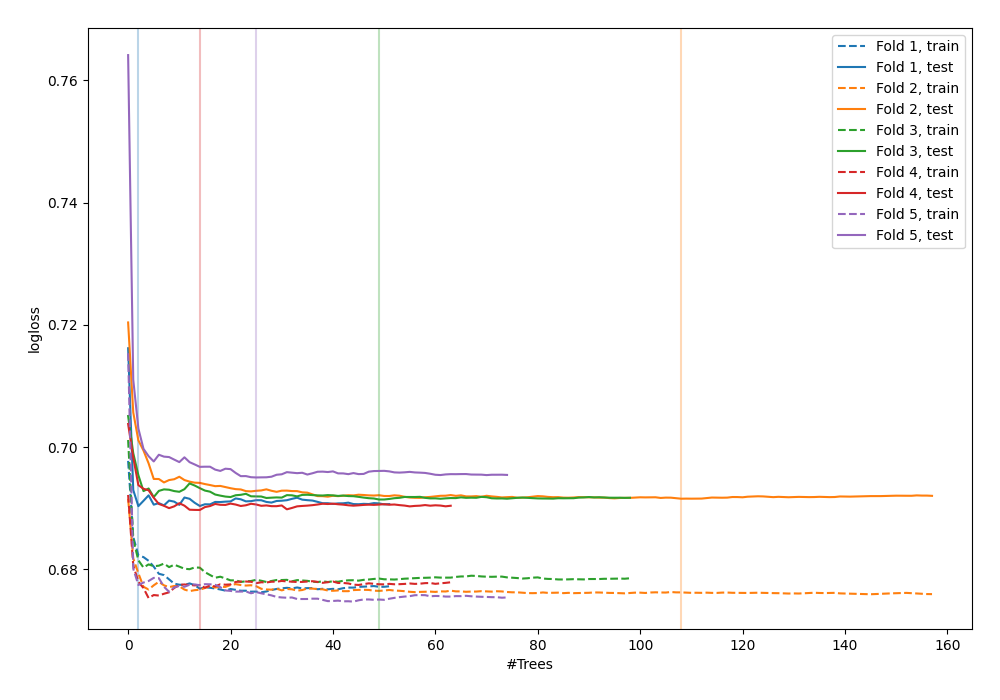 0.76
0.74
0.72
0.70
0.68
logloss
0
20
40
60
80
100
120
140
160
#Trees
Fold 1, train
Fold 1, test
Fold 2, train
Fold 2, test
Fold 3, train
Fold 3, test
Fold 4, train
Fold 4, test
Fold 5, train
Fold 5, test